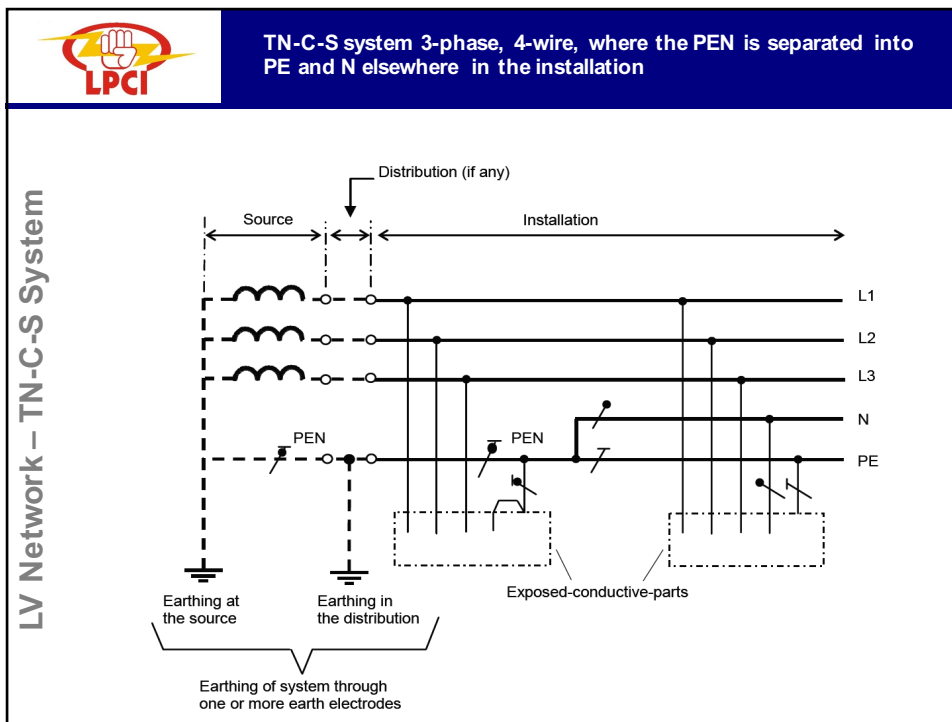 LPCI
TN-C-S system 3-phase, 4-wire, where the PEN is separated into
PE and N elsewhere in the installation
LV Network – TN-C-S System
Distribution (if any)
Source
Installation
L1
L2
L3
N
PEN
PEN
PE
Exposed-conductive-parts
Earthing at
the source
Earthing in
the distribution
Earthing of system through
one or more earth electrodes